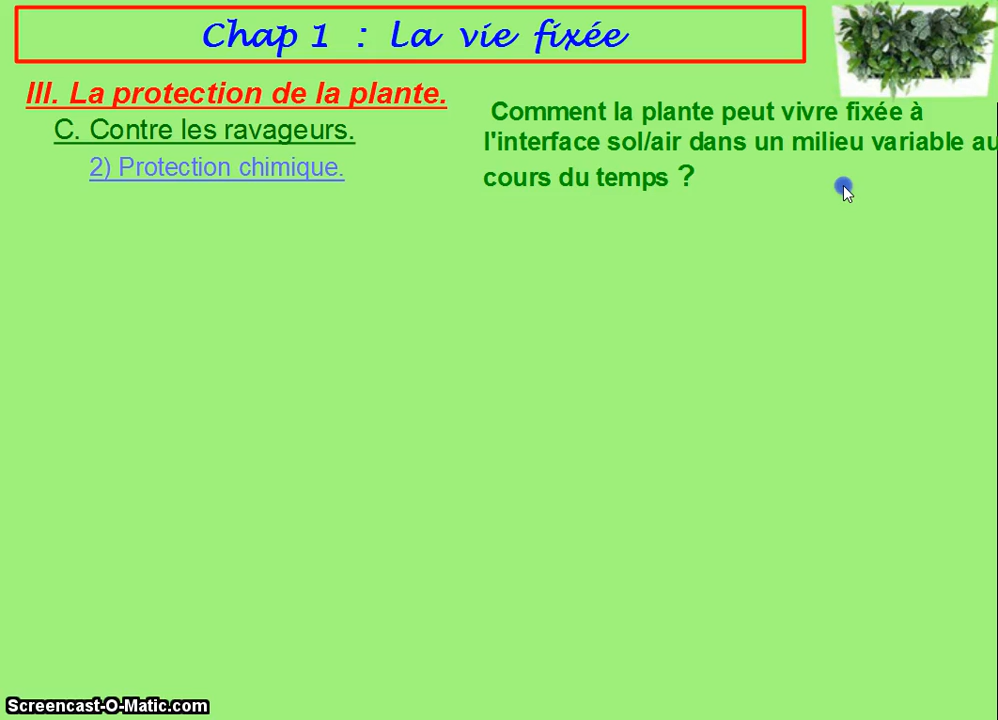 Chap 1 : La vie fixée
III. La protection de la plante.
C. Contre les ravageurs.
2) Protection chimique.
Comment la plante peut vivre fixée à
l'interface sol/air dans un milieu variable au
cours du temps ?
Screencast-O-Matic.com